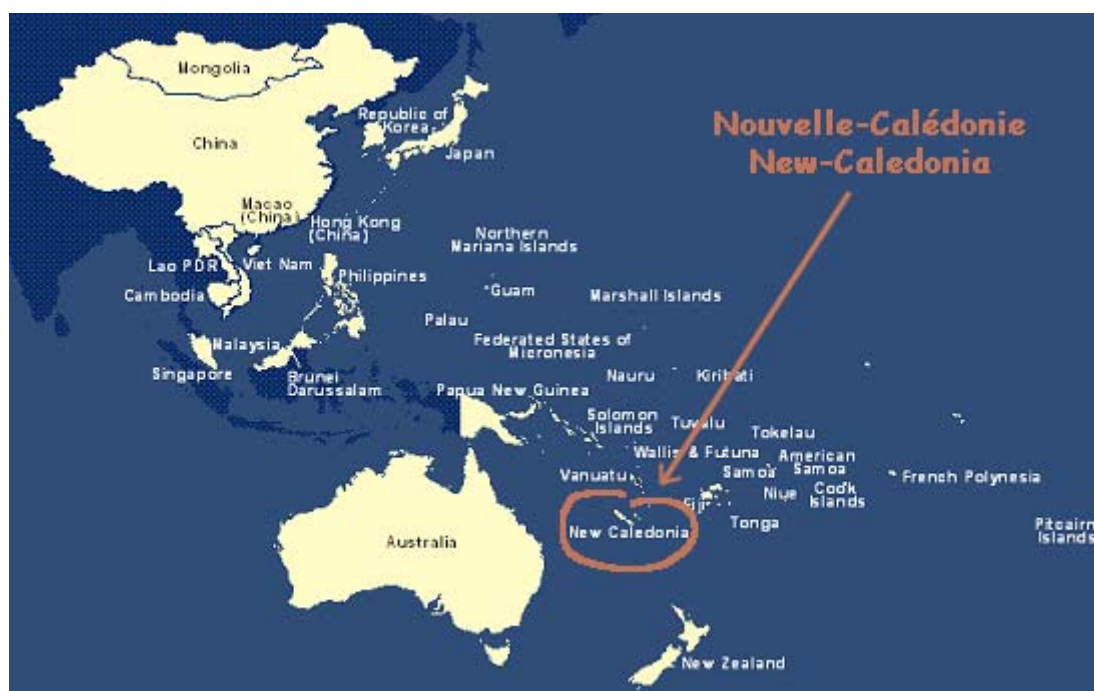 Mongolia
Republic of
Korea
Japan
China
Nouvelle-Calédonie
New-Caledonia
Macao
(China)
Hong Kong
(China)
Northern
Mariana Islands
Lao PDR
Viet Nam
Philippines
Cambodia
Guam
Marshall Islands
Palau
Malaysia
Federated States of
Micronesia
Singapore
Brunei
Darussalam
Nauru
Kiribati
Papua New Guinea
Solomon
Islands
Tuvalu
Tokelau
Wallis & Futuna
American
Samoa
Samoa
Vanuatu
French Polynesia
Fiji
Niue
Cook
Islands
Tonga
New Caledonia
Pitcairn
Islands
Australia
New Zealand